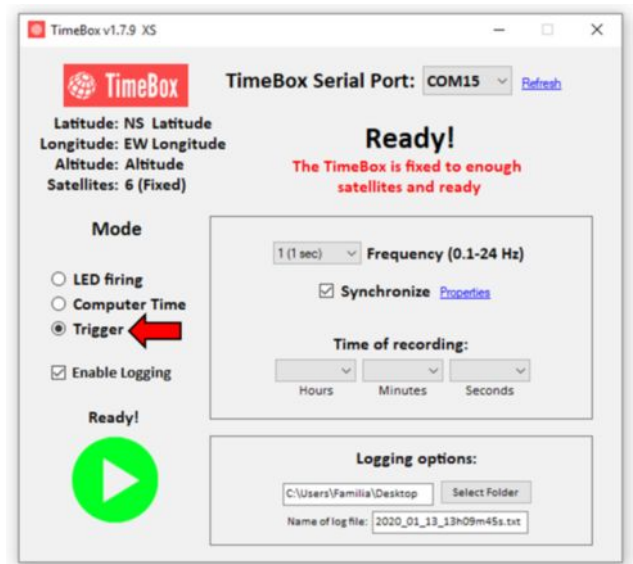 TimeBox v1.7.9 XS
TimeBox
TimeBox Serial Port: COM15 Refresh
Latitude: NS Latitude
Longitude: EW Longitude
Altitude: Altitude
Satellites: 6 (Fixed)
Ready!
The TimeBox is fixed to enough
satellites and ready
Mode
LED firing
Computer Time
Trigger
Enable Logging
Ready!
1 (1 sec) Frequency (0.1-24 Hz)
Synchronize Properties
Time of recording:
Hours Minutes Seconds
Logging options:
C:\Users\Familia\Desktop Select Folder
Name of log file: 2020_01_13_13h09m45s.txt